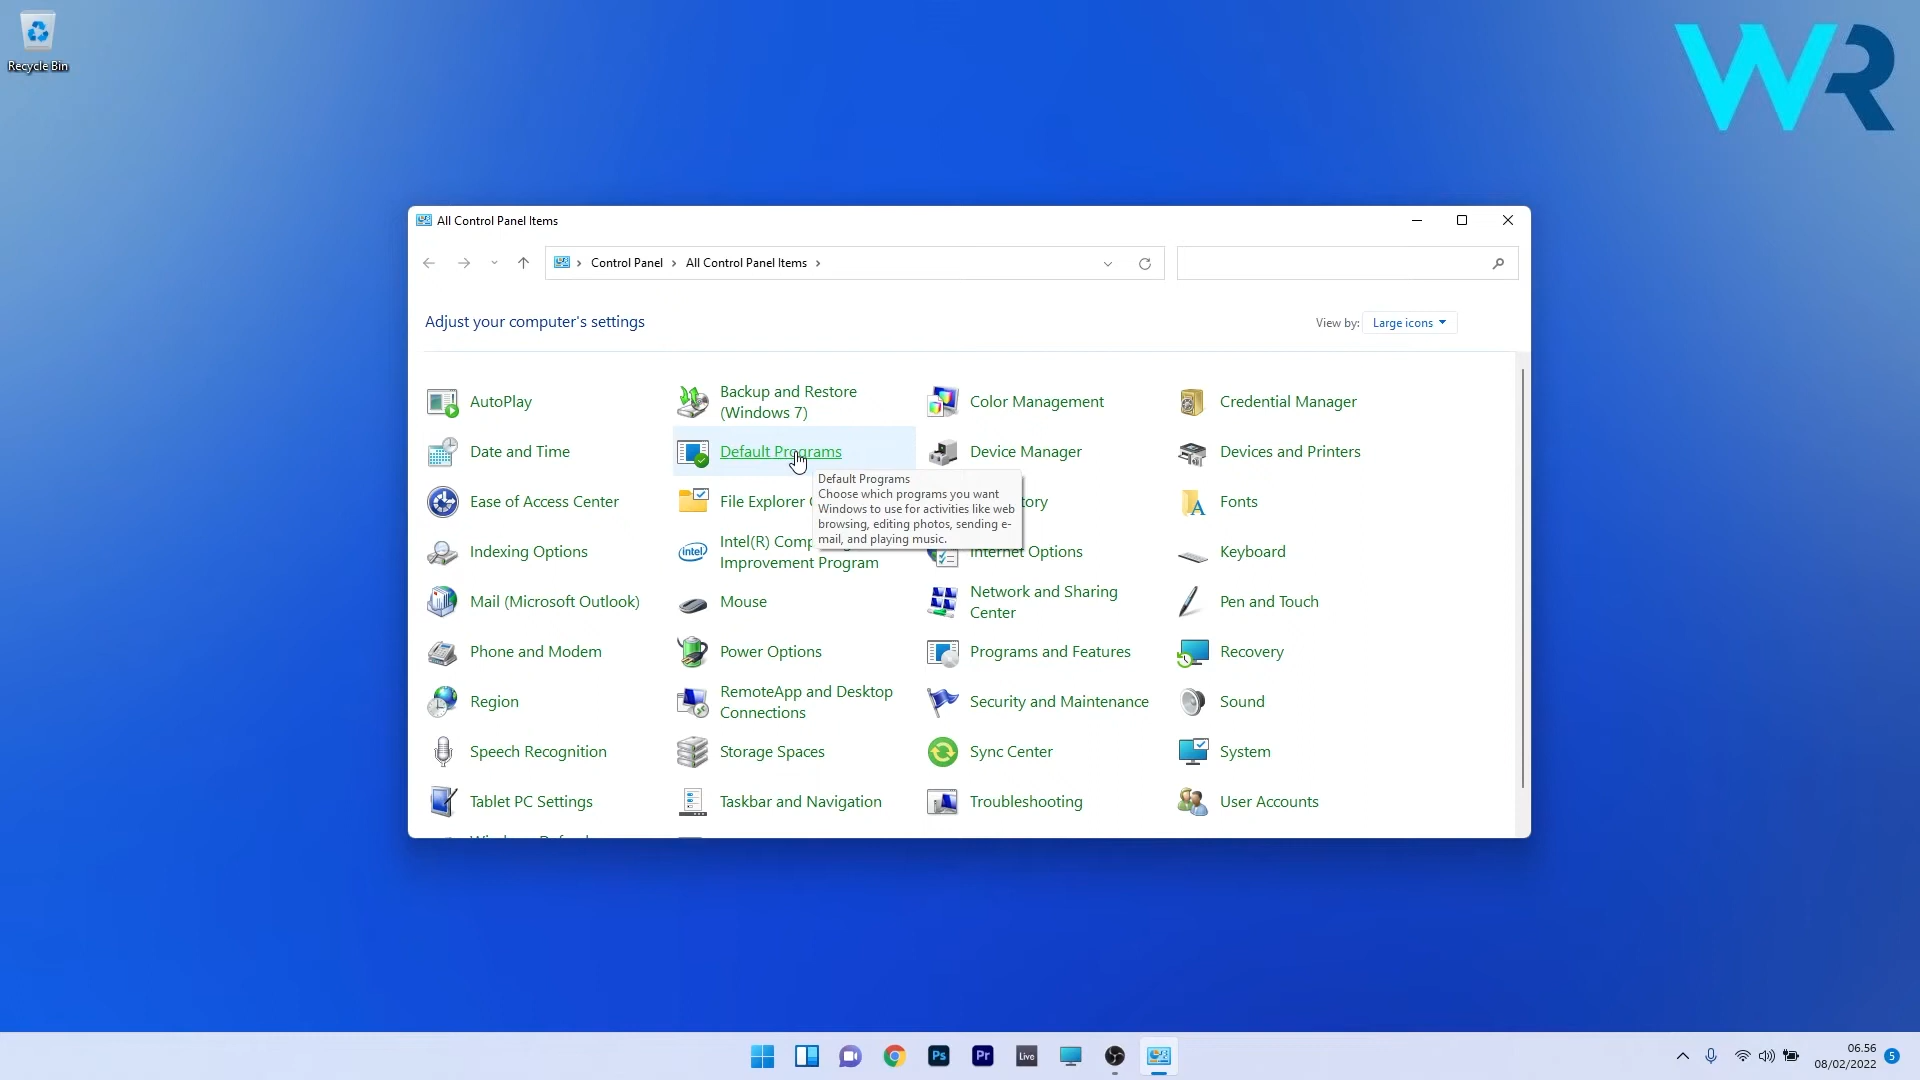 Recycle Bin
WR
All Control Panel Items
Control Panel
All Control Panel Items
Adjust your computer's settings
View by:
Large icons
AutoPlay
Backup and Restore
(Windows 7)
Color Management
Credential Manager
Date and Time
Default Programs
Device Manager
Devices and Printers
Default Programs
Choose which programs you want
Windows to use for activities like web
browsing, editing photos, sending e-
mail, and playing music.
Ease of Access Center
File Explorer
Fonts
Indexing Options
intel
Intel(R)
Improvement Program
Internet Options
Keyboard
Mail (Microsoft Outlook)
Mouse
Network and Sharing
Center
Pen and Touch
Phone and Modem
Power Options
Programs and Features
Recovery
Region
RemoteApp and Desktop
Connections
Security and Maintenance
Sound
Speech Recognition
Storage Spaces
Sync Center
System
Tablet PC Settings
Taskbar and Navigation
Troubleshooting
User Accounts
Ps
Pr
Live
06.56
08/02/2022
5